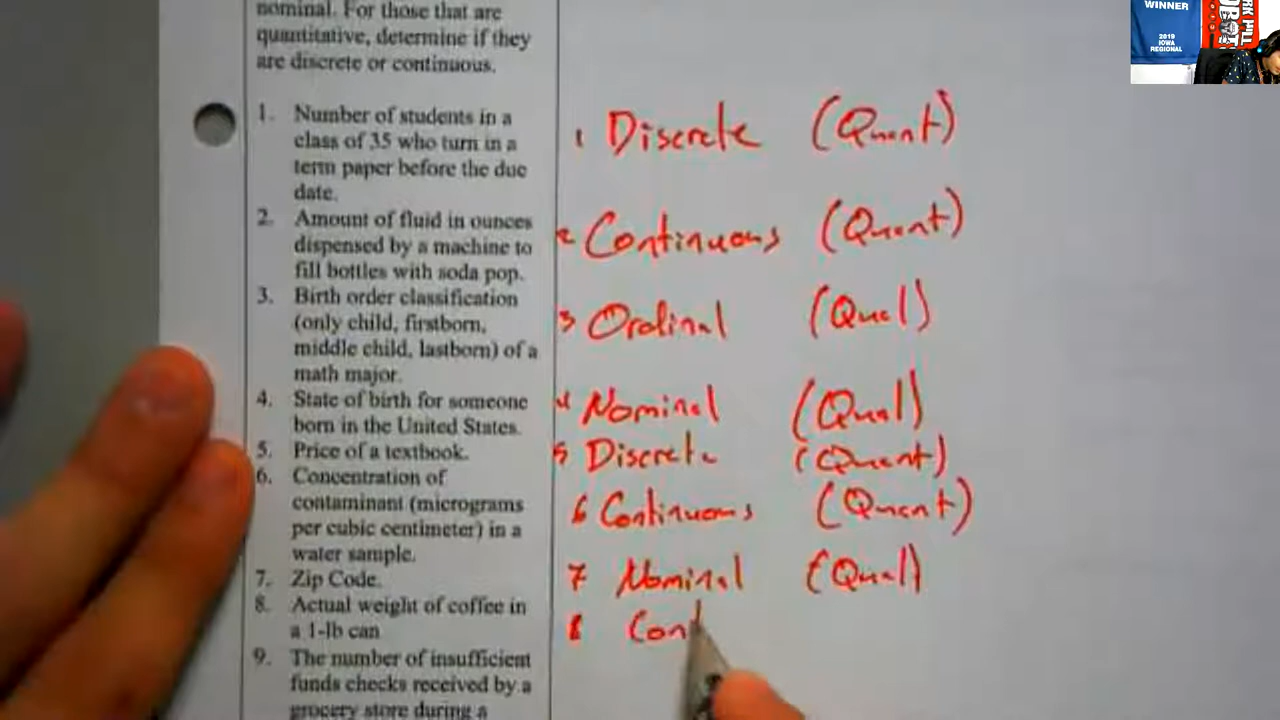 nominal. For those that are
quantitative, determine if they
are discrete or continuous.
1. Number of students in a
class of 35 who turn in a
term paper before the due
date.
1 Discrete (Quant)
2. Amount of fluid in ounces
dispensed by a machine to
fill bottles with soda pop.
2 Continuous (Quant)
3. Birth order classification
(only child, firstborn,
middle child, lastborn) of a
math major.
3 Ordinal (Qual)
4. State of birth for someone
born in the United States.
4 Nominal (Qual)
5. Price of a textbook.
5 Discrete (Quant)
6. Concentration of
contaminant (micrograms
per cubic centimeter) in a
water sample.
6 Continuous (Quant)
7. Zip Code.
7 Nominal (Qual)
8. Actual weight of coffee in
a 1-lb can
8 Cont
9. The number of insufficient
funds checks received by a
grocery store during a
WINNER
2019
IOWA
REGIONAL